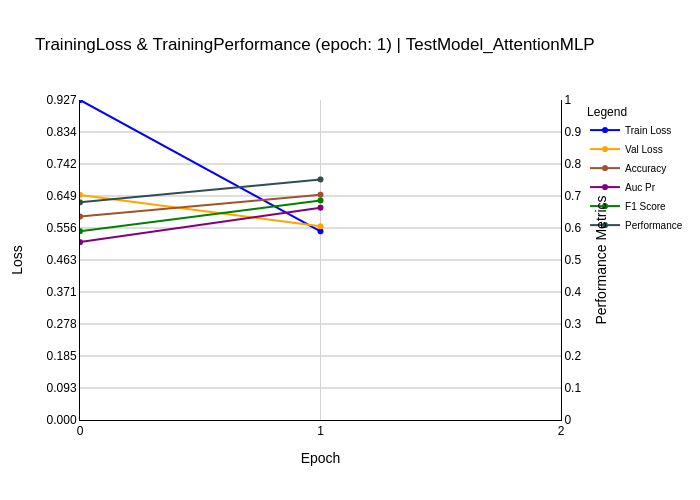 TrainingLoss & TrainingPerformance (epoch: 1) | TestModel_AttentionMLP
0.927
0.834
0.742
0.649
0.556
0.463
0.371
0.278
0.185
0.093
0.000
Loss
0
1
2
Epoch
1
0.9
0.8
0.7
0.6
0.5
0.4
0.3
0.2
0.1
0
Performance Metrics
Legend
Train Loss
Val Loss
Accuracy
Auc Pr
F1 Score
Performance